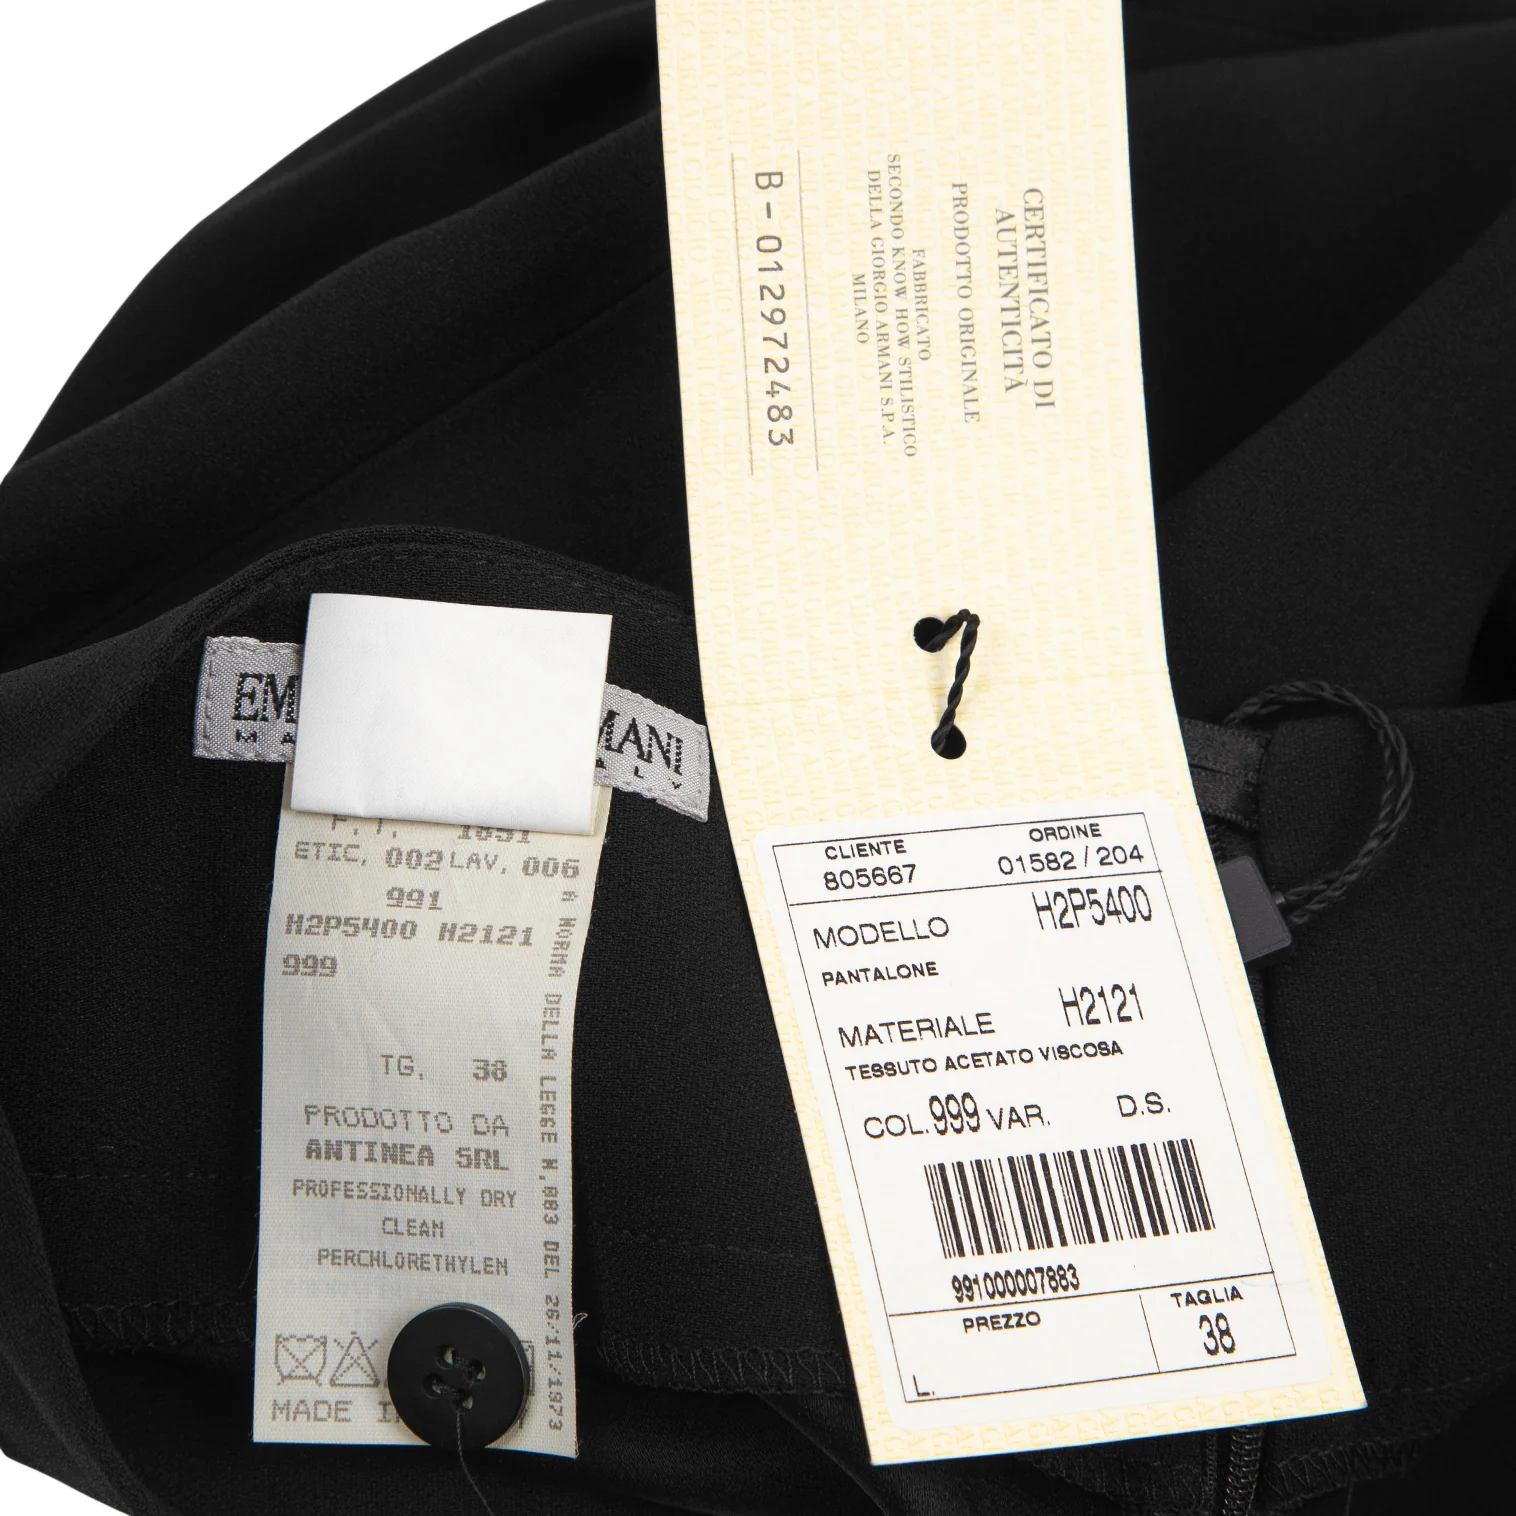 CERTIFICATO DI
AUTENTICITÀ
PRODOTTO ORIGINALE
FABBRICATO
SECONDO KNOW HOW STILISTICO
DELLA GIORGIO ARMANI S.P.A.
MILANO
B-012972483
EM MANI
ETIC. 002 LAV. 006
991
H2P5400 H2121
999
TG. 38
PRODOTTO DA
ANTINEA SRL
PROFESSIONALLY DRY
CLEAN
PERCHLORETHYLEN
MADE I
A NORMA DELLA LEGGE N.883 DEL 26/11/1973
CLIENTE ORDINE
805667 01582 / 204
MODELLO H2P5400
PANTALONE
MATERIALE H2121
TESSUTO ACETATO VISCOSA
COL. 999 VAR. D.S.
991000007883
PREZZO TAGLIA
38
L.